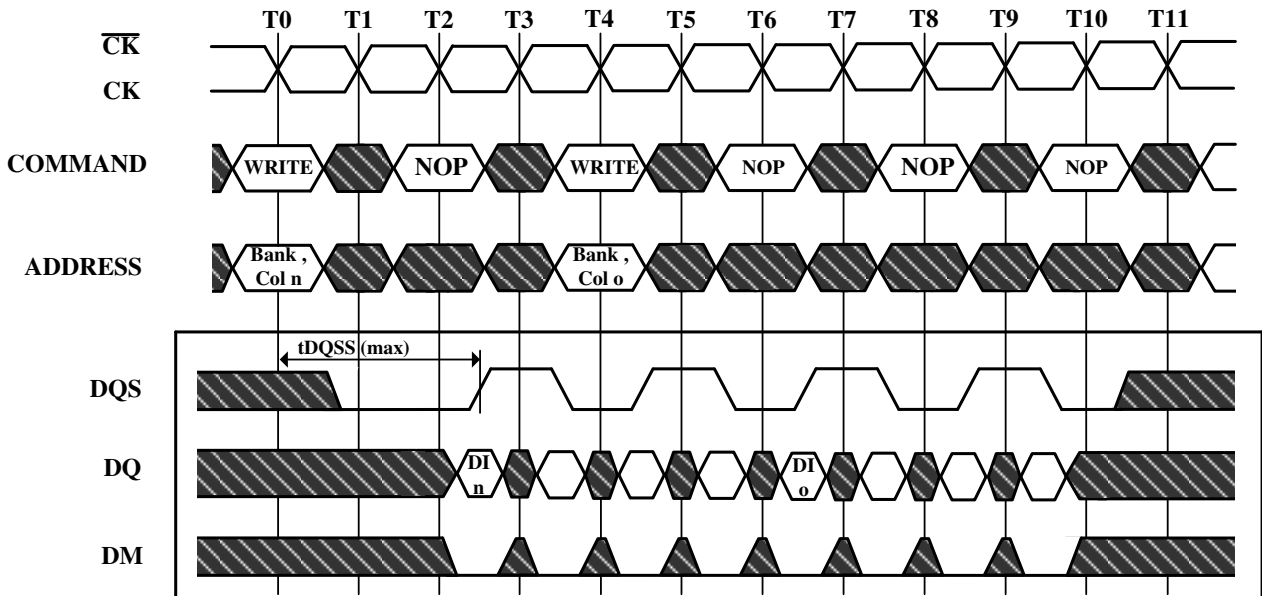 T0 T1 T2 T3 T4 T5 T6 T7 T8 T9 T10 T11
CK
CK
COMMAND WRITE NOP WRITE NOP NOP NOP
ADDRESS Bank , Bank ,
Col n Col o
tDQSS (max)
DQS
DQ DI DI
n o
DM